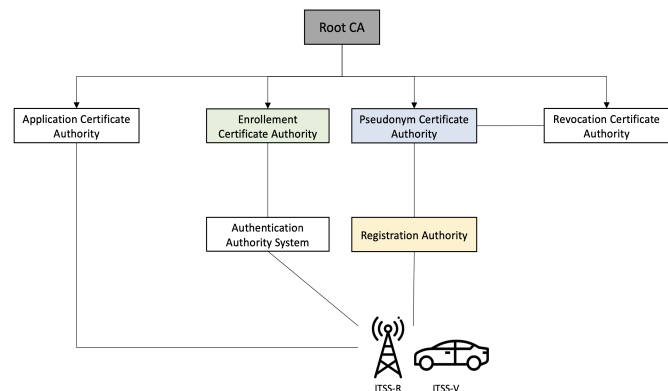 Root CA
Application Certificate
Authority
Enrollement
Certificate Authority
Pseudonym Certificate
Authority
Revocation Certificate
Authority
Authentication
Authority System
Registration Authority
ITSS-R
ITSS-V